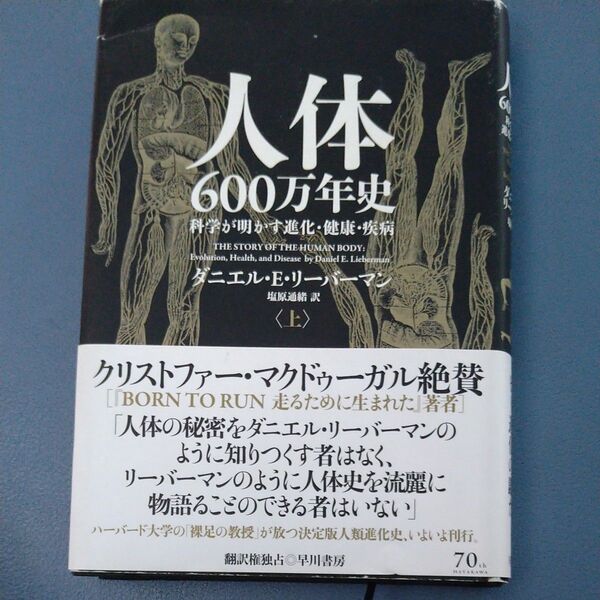 人体
600万年史
科学が明かす進化・健康・疾病
THE STORY OF THE HUMAN BODY:
Evolution, Health, and Disease by Daniel E. Lieberman
ダニエル・E・リーバーマン
塩原通緒 訳
〈上〉
クリストファー・マクドゥーガル絶賛
[『BORN TO RUN 走るために生まれた』著者]
「人体の秘密をダニエル・リーバーマンの
ように知りつくす者はなく、
リーバーマンのように人体史を流麗に
物語ることのできる者はいない」
ハーバード大学の「裸足の教授」が放つ決定版人類進化史、いよいよ刊行。
翻訳権独占◎早川書房
70th
HAYAKAWA